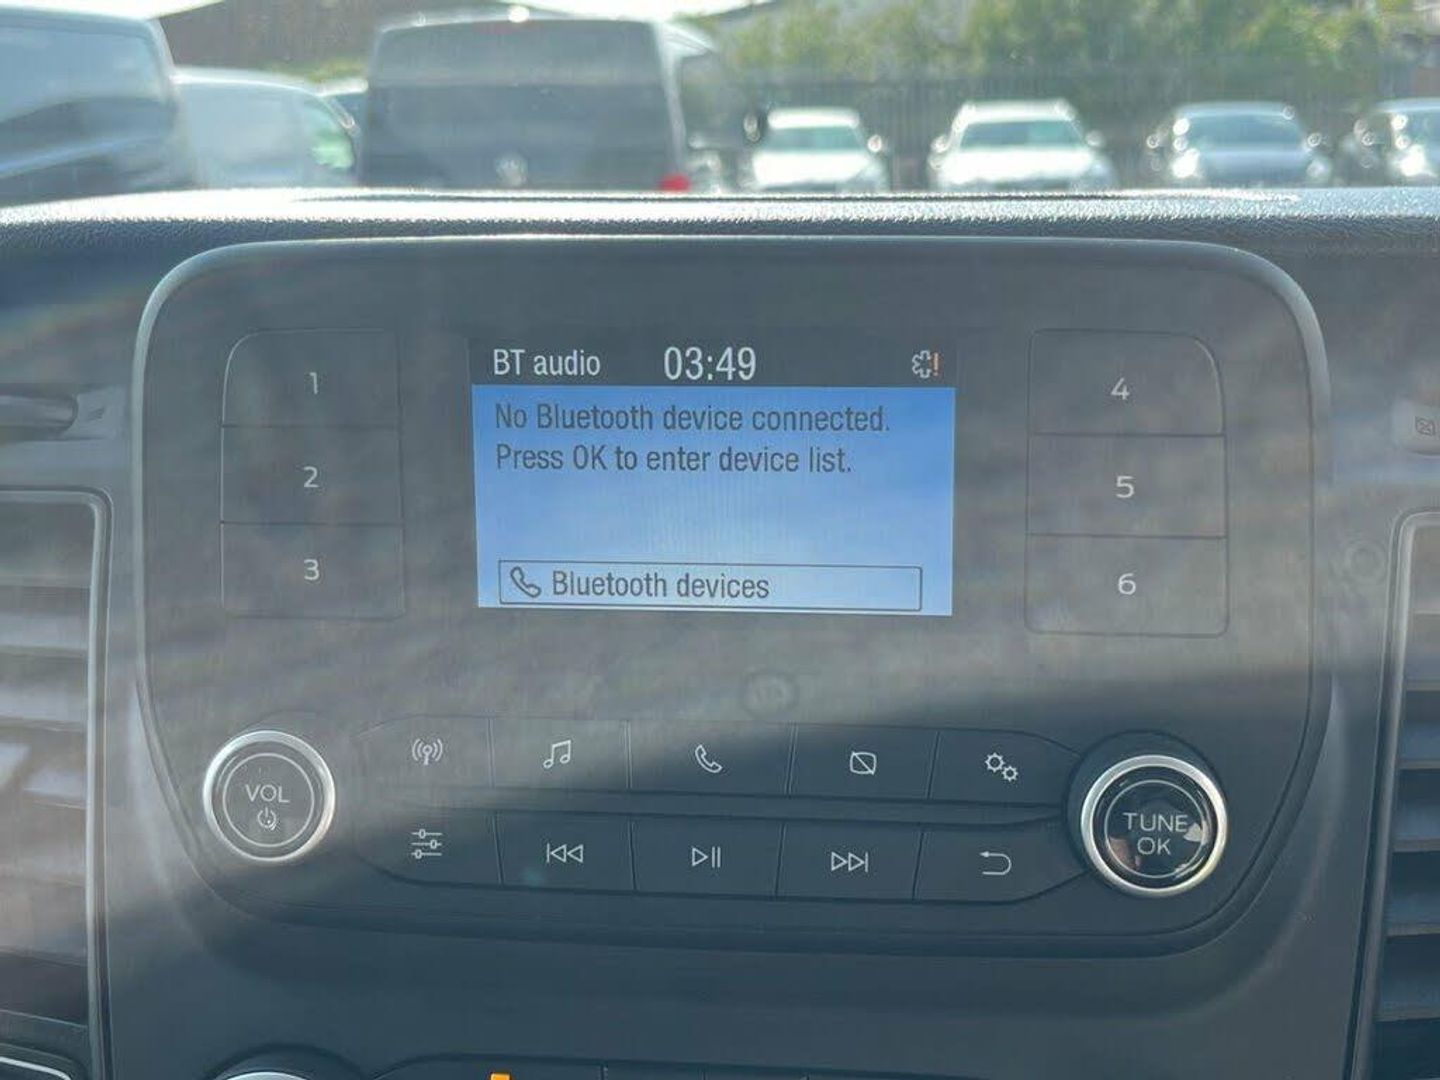 BT audio 03:49
No Bluetooth device connected.
Press OK to enter device list.
Bluetooth devices
1
2
3
4
5
6
VOL
TUNE
OK